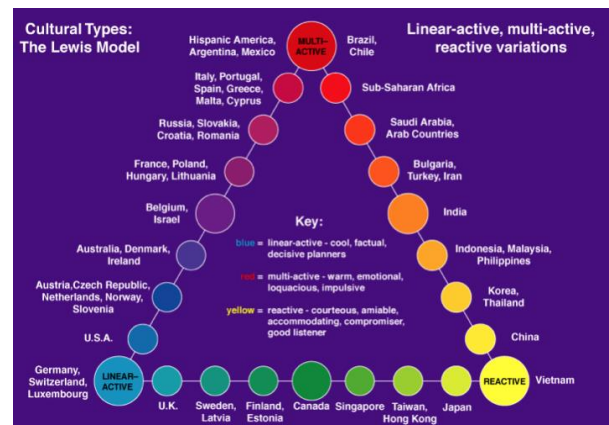 Cultural Types:
The Lewis Model
Linear-active, multi-active,
reactive variations
Hispanic America,
Argentina, Mexico
MULTI-
ACTIVE
Brazil,
Chile
Italy, Portugal,
Spain, Greece,
Malta, Cyprus
Sub-Saharan Africa
Russia, Slovakia,
Croatia, Romania
Saudi Arabia,
Arab Countries
France, Poland,
Hungary, Lithuania
Bulgaria,
Turkey, Iran
Belgium,
Israel
India
Key:
blue = linear-active - cool, factual,
decisive planners
red = multi-active - warm, emotional,
loquacious, impulsive
yellow = reactive - courteous, amiable,
accommodating, compromiser,
good listener
Australia, Denmark,
Ireland
Indonesia, Malaysia,
Philippines
Austria,Czech Republic,
Netherlands, Norway,
Slovenia
Korea,
Thailand
U.S.A.
China
Germany,
Switzerland,
Luxembourg
LINEAR-
ACTIVE
REACTIVE
Vietnam
U.K.
Sweden,
Latvia
Finland,
Estonia
Canada
Singapore
Taiwan,
Hong Kong
Japan